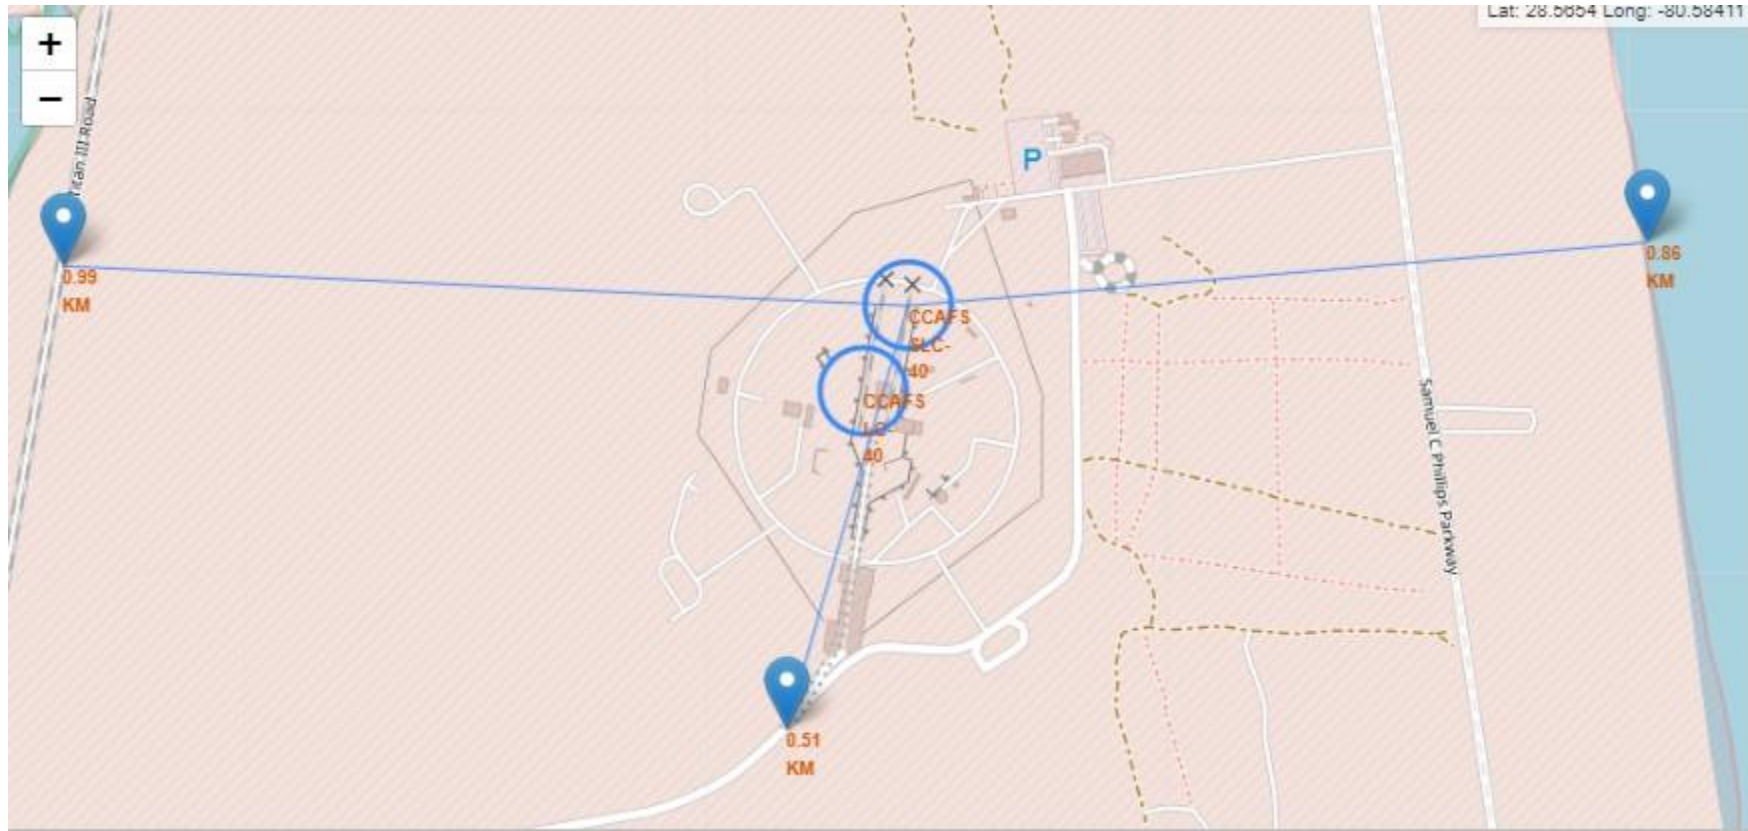 +
Lat: 28.5654 Long: -80.58411
−
Titan III Road
P
0.99
KM
0.86
KM
CCAFS
SLC-
40
CCAFS
LC-
40
Samuel C Phillips Parkway
0.51
KM